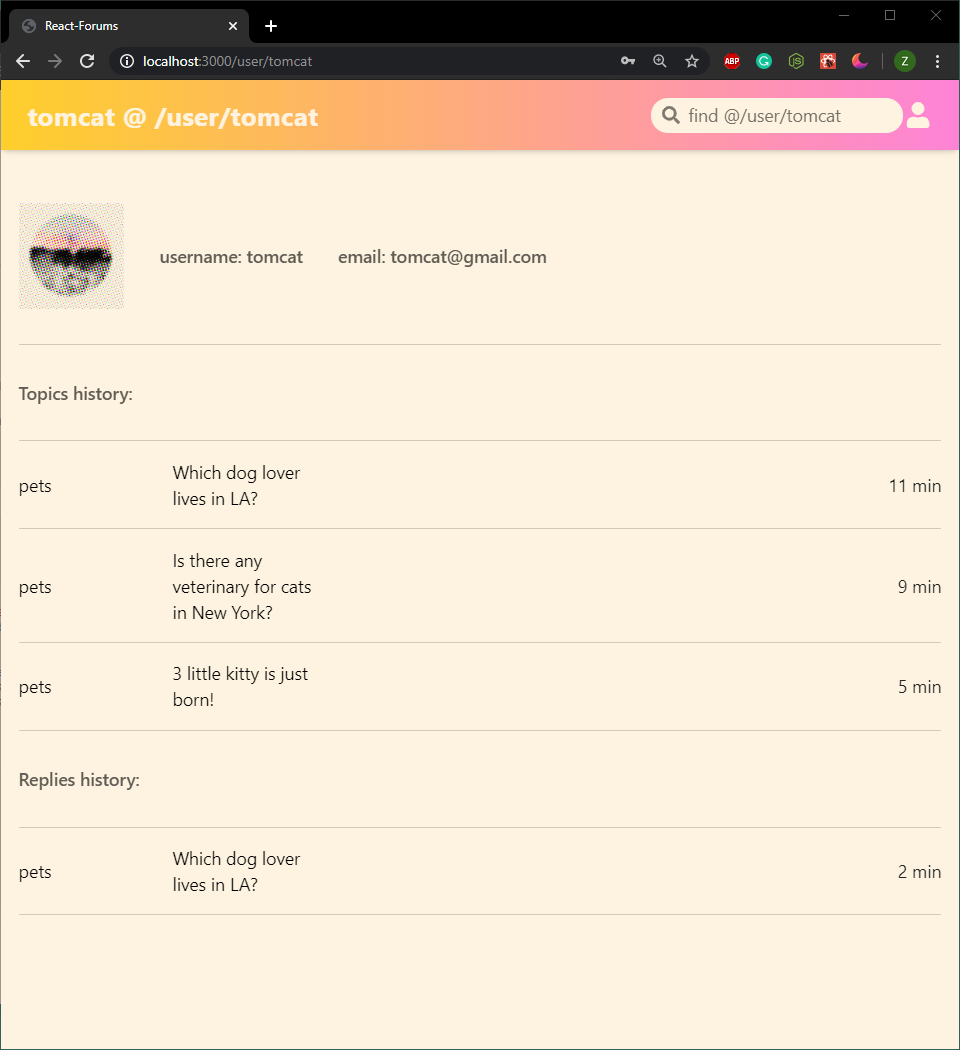 React-Forums
localhost:3000/user/tomcat
ABP
JS
Z
tomcat @ /user/tomcat
find @/user/tomcat
username: tomcat
email: tomcat@gmail.com
Topics history:
pets
Which dog lover
lives in LA?
11 min
pets
Is there any
veterinary for cats
in New York?
9 min
pets
3 little kitty is just
born!
5 min
Replies history:
pets
Which dog lover
lives in LA?
2 min